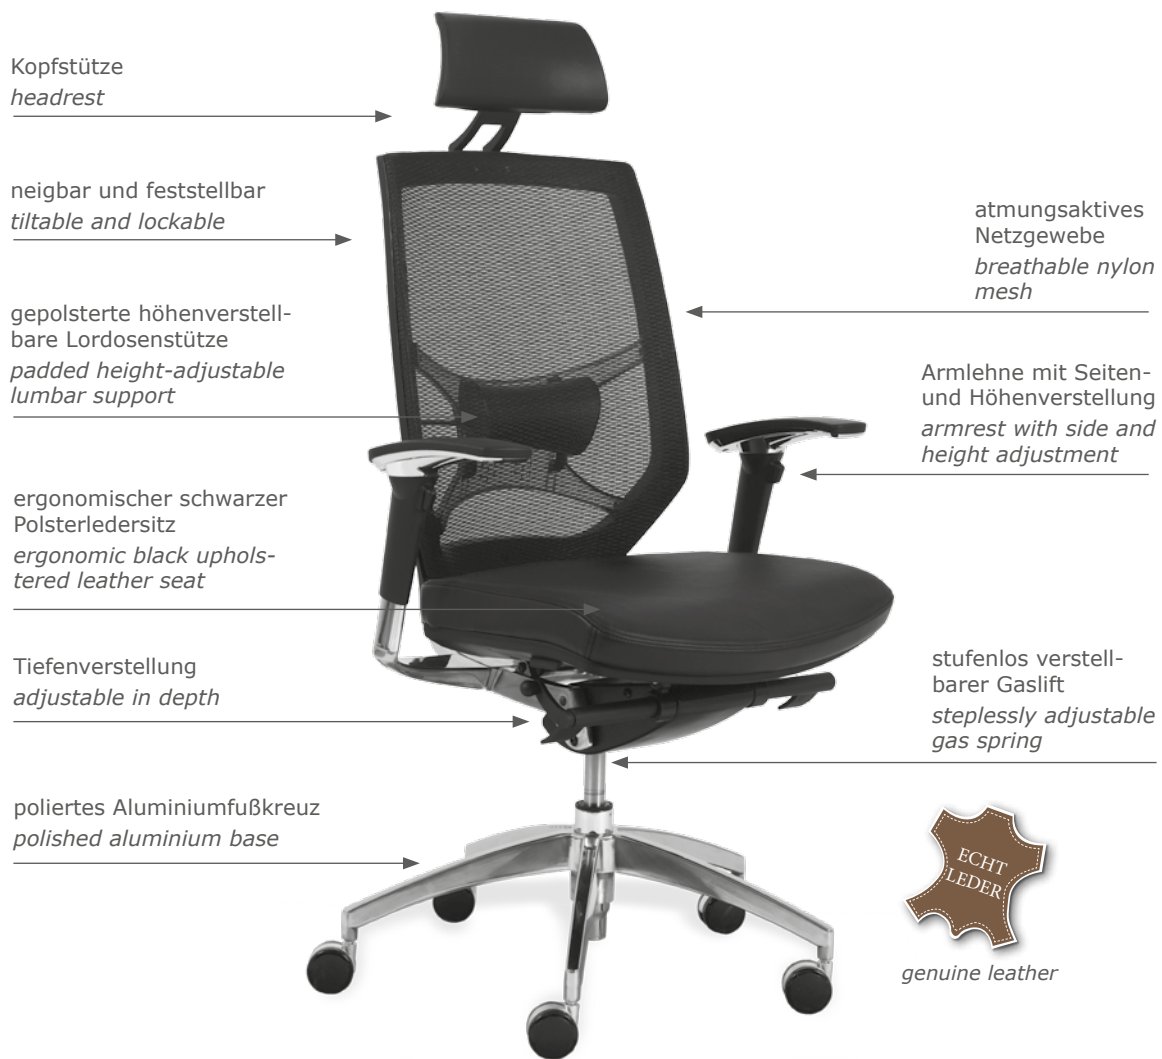 Kopfstütze
headrest
neigbar und feststellbar
tiltable and lockable
gepolsterte höhenverstell-
bare Lordosenstütze
padded height-adjustable
lumbar support
ergonomischer schwarzer
Polsterledersitz
ergonomic black uphols-
tered leather seat
Tiefenverstellung
adjustable in depth
poliertes Aluminiumfußkreuz
polished aluminium base
atmungsaktives
Netzgewebe
breathable nylon
mesh
Armlehne mit Seiten-
und Höhenverstellung
armrest with side and
height adjustment
stufenlos verstell-
barer Gaslift
steplessly adjustable
gas spring
ECHT
LEDER
genuine leather